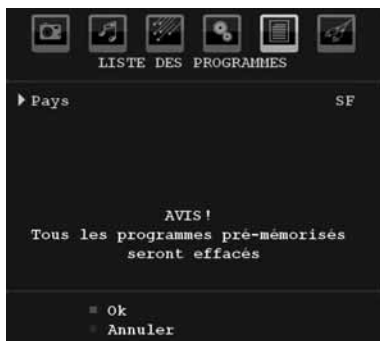 LISTE DES PROGRAMMES
Pays SF
AVIS!
Tous les programmes pré-mémorisés
seront effacés
Ok
Annuler